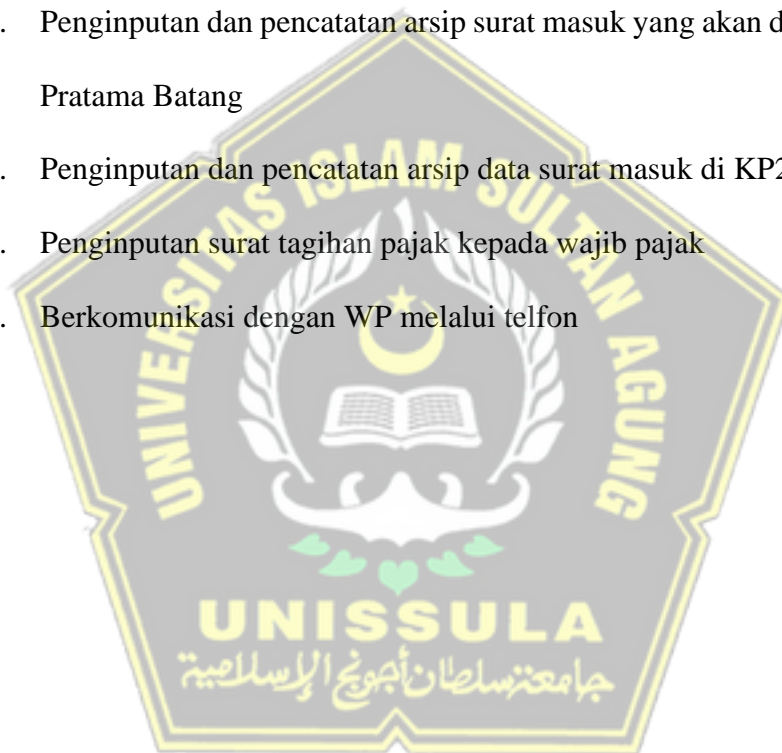 . Penginputan dan pencatatan arsip surat masuk yang akan d
Pratama Batang
. Penginputan dan pencatatan arsip data surat masuk di KP2
. Penginputan surat tagihan pajak kepada wajib pajak
. Berkomunikasi dengan WP melalui telfon
UNIVERSITAS ISLAM SULTAN AGUNG
UNISSULA
جامعة سلطان أجونج الإسلامية